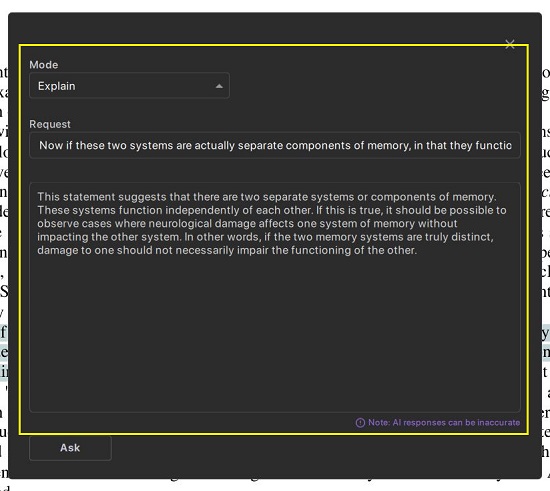 Mode
Explain
Request
Now if these two systems are actually separate components of memory, in that they functio
This statement suggests that there are two separate systems or components of memory.
These systems function independently of each other. If this is true, it should be possible to
observe cases where neurological damage affects one system of memory without
impacting the other system. In other words, if the two memory systems are truly distinct,
damage to one should not necessarily impair the functioning of the other.
Note: AI responses can be inaccurate
Ask